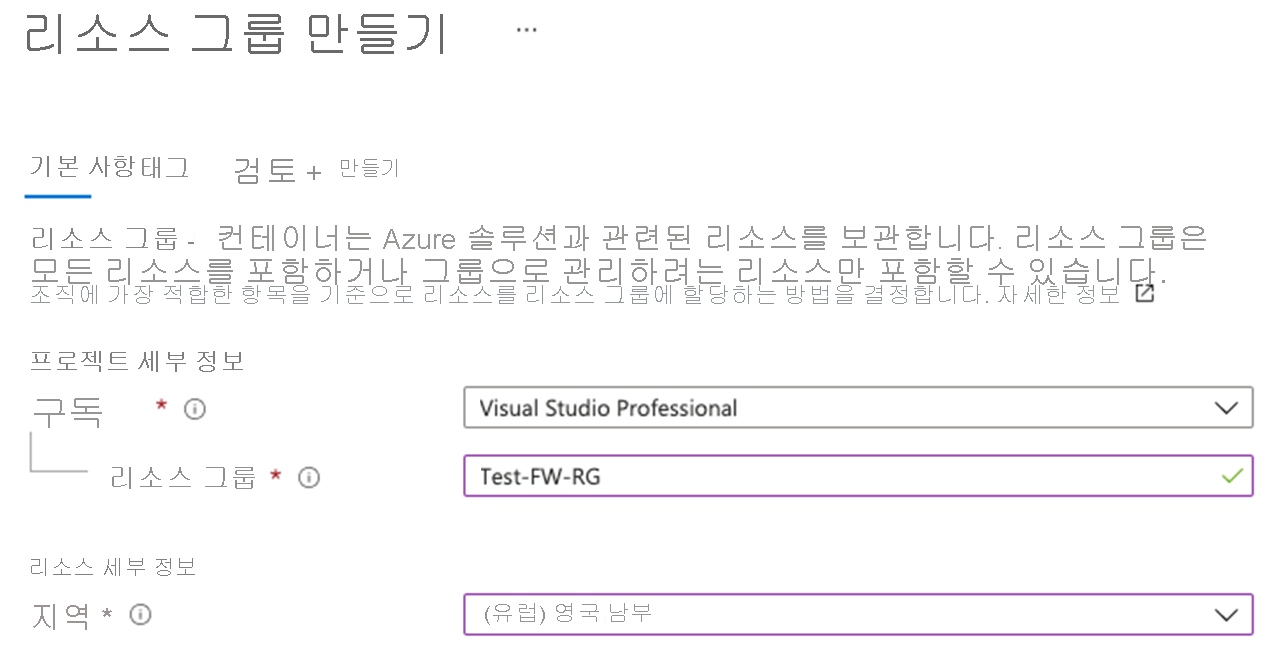 리소스 그룹 만들기 ...
기본 사항태그 검토 + 만들기
리소스 그룹 - 컨테이너는 Azure 솔루션과 관련된 리소스를 보관합니다. 리소스 그룹은
모든 리소스를 포함하거나 그룹으로 관리하려는 리소스만 포함할 수 있습니다.
조직에 가장 적합한 항목을 기준으로 리소스를 리소스 그룹에 할당하는 방법을 결정합니다. 자세한 정보
프로젝트 세부 정보
구독 * Visual Studio Professional
리소스 그룹 * Test-FW-RG
리소스 세부 정보
지역 * (유럽) 영국 남부